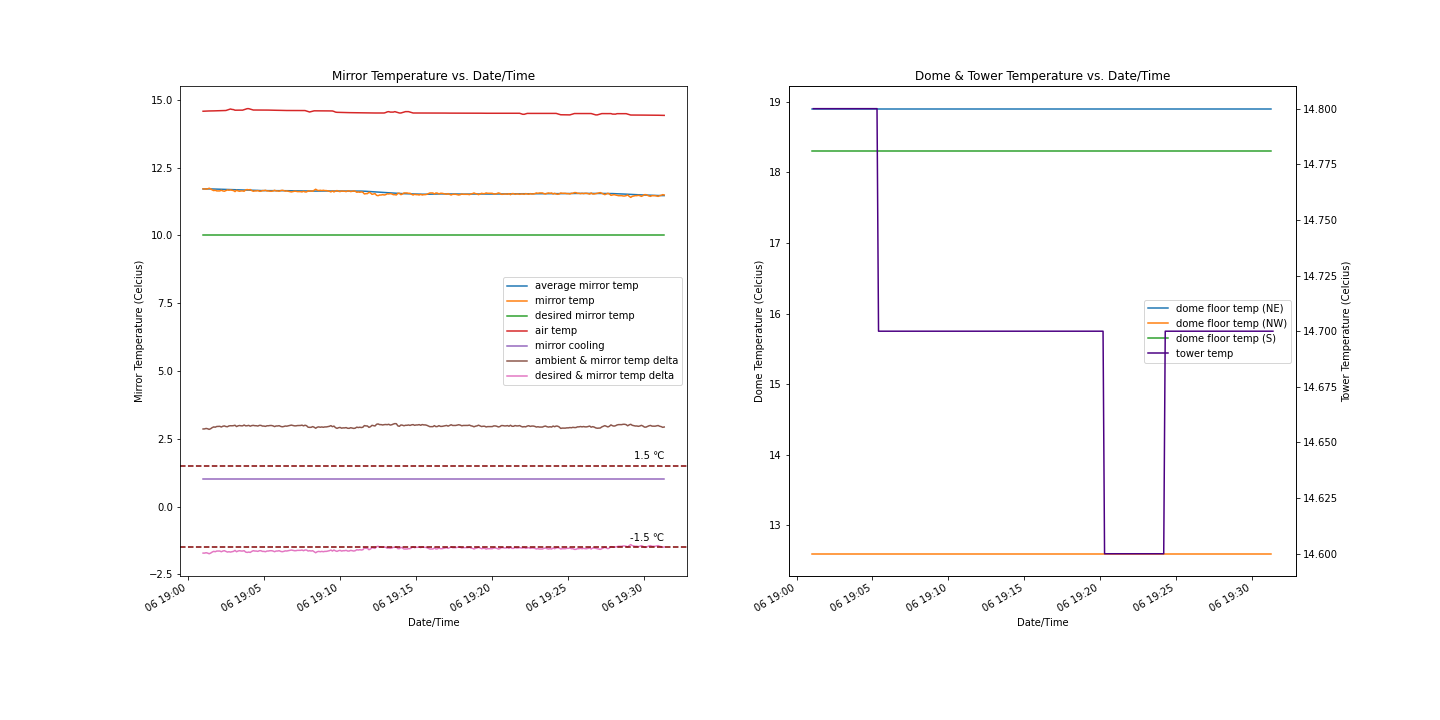 Mirror Temperature vs. Date/Time
15.0
12.5
10.0
7.5
5.0
2.5
0.0
−2.5
Mirror Temperature (Celcius)
average mirror temp
mirror temp
desired mirror temp
air temp
mirror cooling
ambient & mirror temp delta
desired & mirror temp delta
1.5 ℃
-1.5 ℃
06 19:00
06 19:05
06 19:10
06 19:15
06 19:20
06 19:25
06 19:30
Date/Time
Dome & Tower Temperature vs. Date/Time
19
18
17
16
15
14
13
Dome Temperature (Celcius)
dome floor temp (NE)
dome floor temp (NW)
dome floor temp (S)
tower temp
14.800
14.775
14.750
14.725
14.700
14.675
14.650
14.625
14.600
Tower Temperature (Celcius)
06 19:00
06 19:05
06 19:10
06 19:15
06 19:20
06 19:25
06 19:30
Date/Time